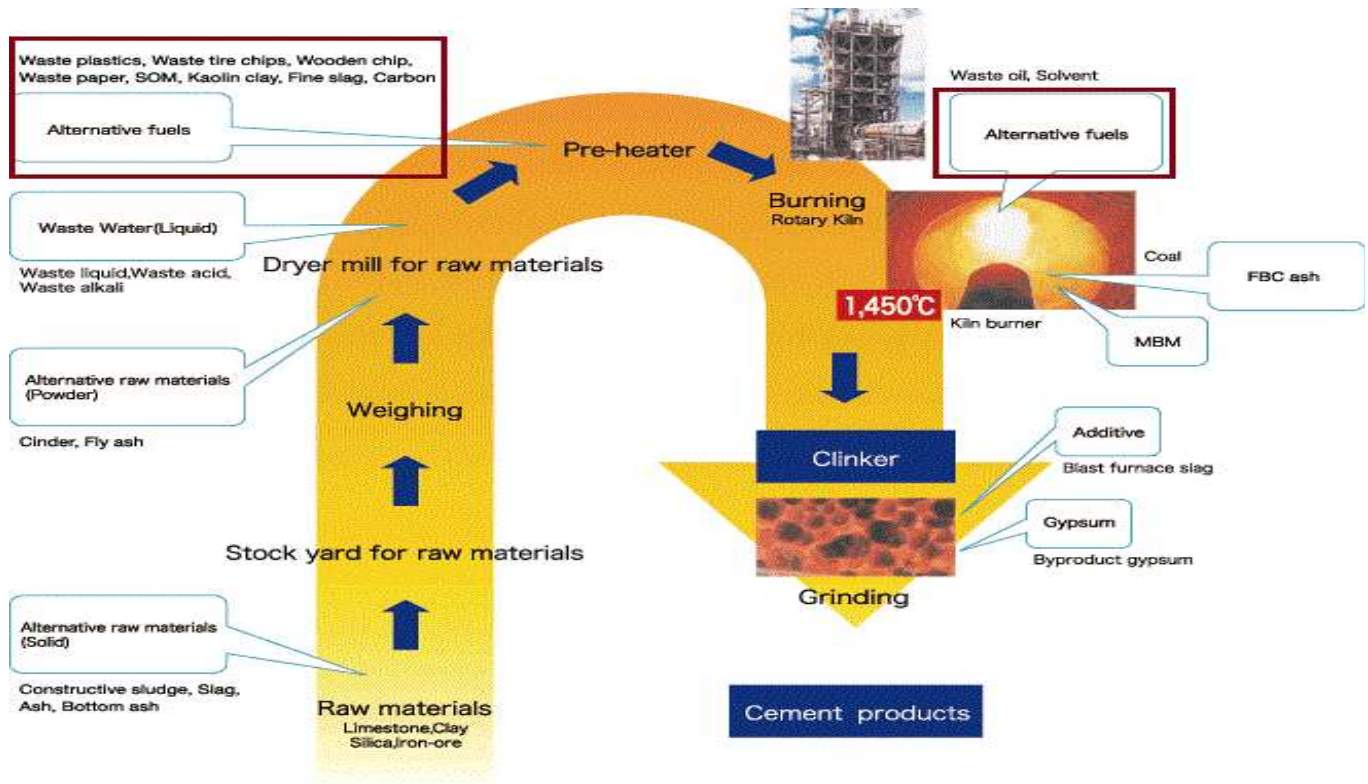 Waste plastics, Waste tire chips, Wooden chip,
Waste paper, SOM, Kaolin clay, Fine slag, Carbon
Alternative fuels
Waste Water(Liquid)
Waste liquid,Waste acid,
Waste alkali
Alternative raw materials
(Powder)
Cinder, Fly ash
Alternative raw materials
(Solid)
Constructive sludge, Slag,
Ash, Bottom ash
Raw materials
Limestone,Clay
Silica,Iron-ore
Stock yard for raw materials
Weighing
Dryer mill for raw materials
Pre-heater
Burning
Rotary Kiln
1,450℃
Waste oil, Solvent
Alternative fuels
Coal
FBC ash
Kiln burner
MBM
Clinker
Additive
Blast furnace slag
Gypsum
Byproduct gypsum
Grinding
Cement products